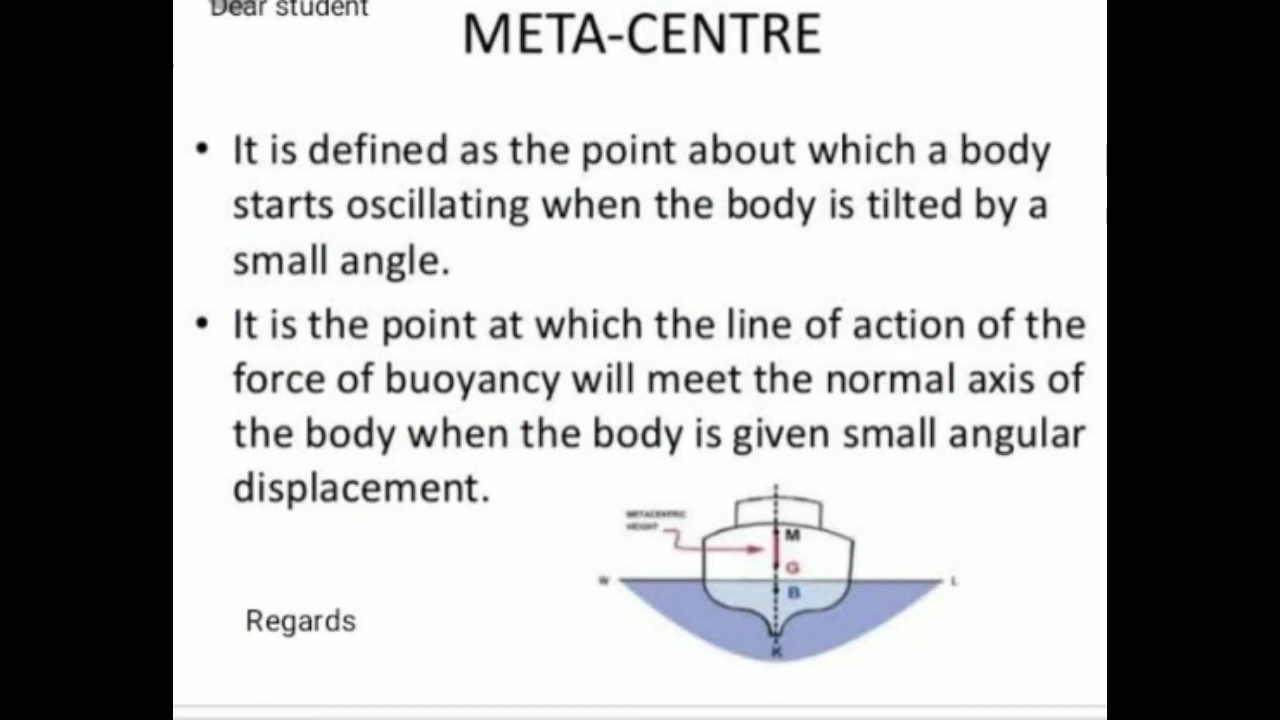 Dear student
META-CENTRE
• It is defined as the point about which a body
starts oscillating when the body is tilted by a
small angle.
• It is the point at which the line of action of the
force of buoyancy will meet the normal axis of
the body when the body is given small angular
displacement.
METACENTRIC
HEIGHT
M
G
W
L
B
K
Regards